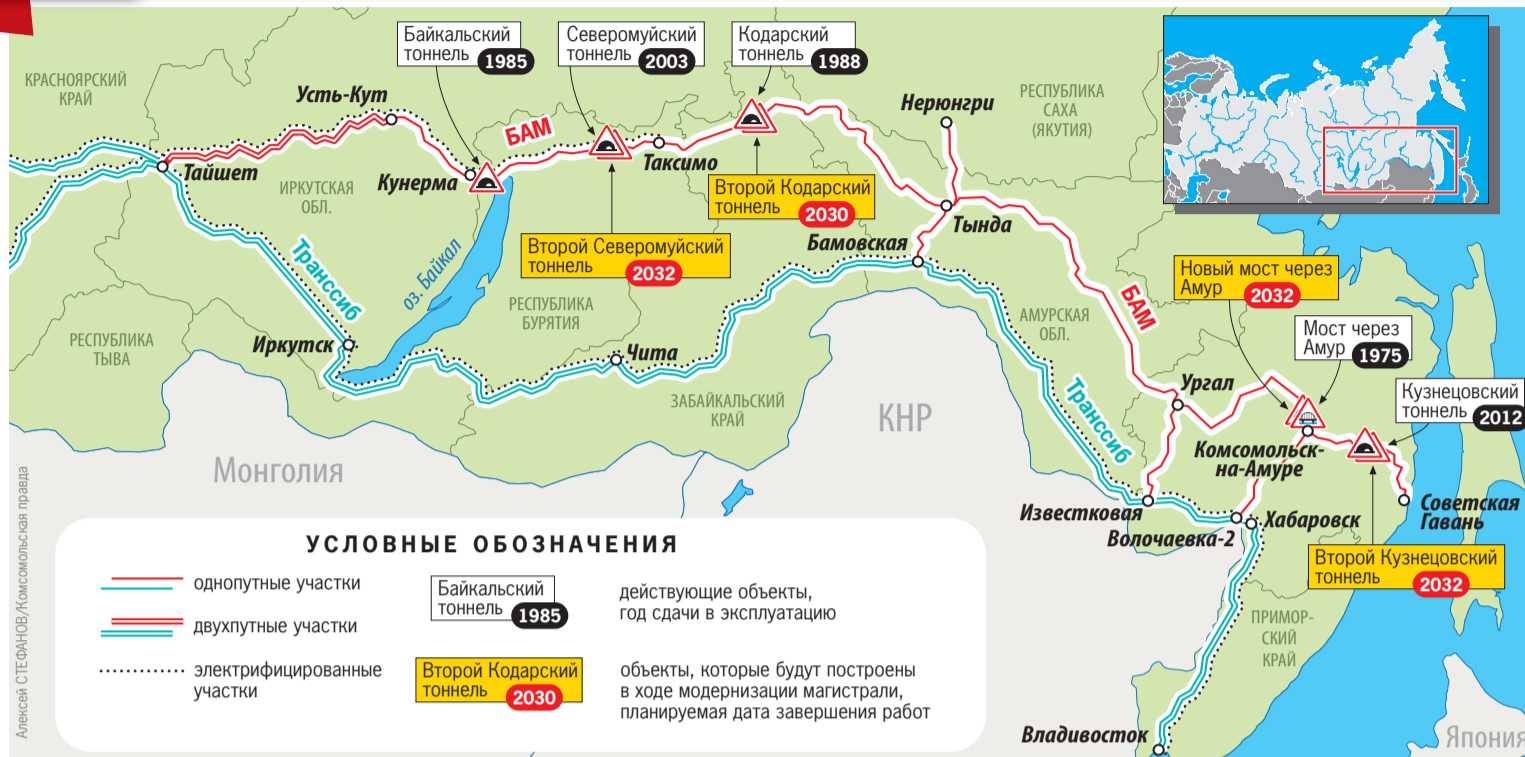 Байкальский
тоннель 1985
Северомуйский
тоннель 2003
Кодарский
тоннель 1988
КРАСНОЯРСКИЙ
КРАЙ
Усть-Кут
БАМ
Нерюнгри
РЕСПУБЛИКА
САХА
(ЯКУТИЯ)
Тайшет
ИРКУТСКАЯ
ОБЛ.
Кунерма
Таксимо
Второй Кодарский
тоннель 2030
Тында
Бамовская
Второй Северомуйский
тоннель 2032
Транссиб
оз. Байкал
РЕСПУБЛИКА
БУРЯТИЯ
Новый мост через
Амур 2032
БАМ
АМУРСКАЯ
ОБЛ.
Мост через
Амур 1975
РЕСПУБЛИКА
ТЫВА
Иркутск
Чита
Ургал
Кузнецовский
тоннель 2012
ЗАБАЙКАЛЬСКИЙ
КРАЙ
КНР
Транссиб
Комсомольск-
на-Амуре
Монголия
Известковая
Волочаевка-2
Хабаровск
Советская
Гавань
Второй Кузнецовский
тоннель 2032
ПРИМОР-
СКИЙ
КРАЙ
Владивосток
Япония
УСЛОВНЫЕ ОБОЗНАЧЕНИЯ
однопутные участки
двухпутные участки
электрифицированные
участки
Байкальский
тоннель 1985
действующие объекты,
год сдачи в эксплуатацию
Второй Кодарский
тоннель 2030
объекты, которые будут построены
в ходе модернизации магистрали,
планируемая дата завершения работ
Алексей СТЕФАНОВ/Комсомольская правда